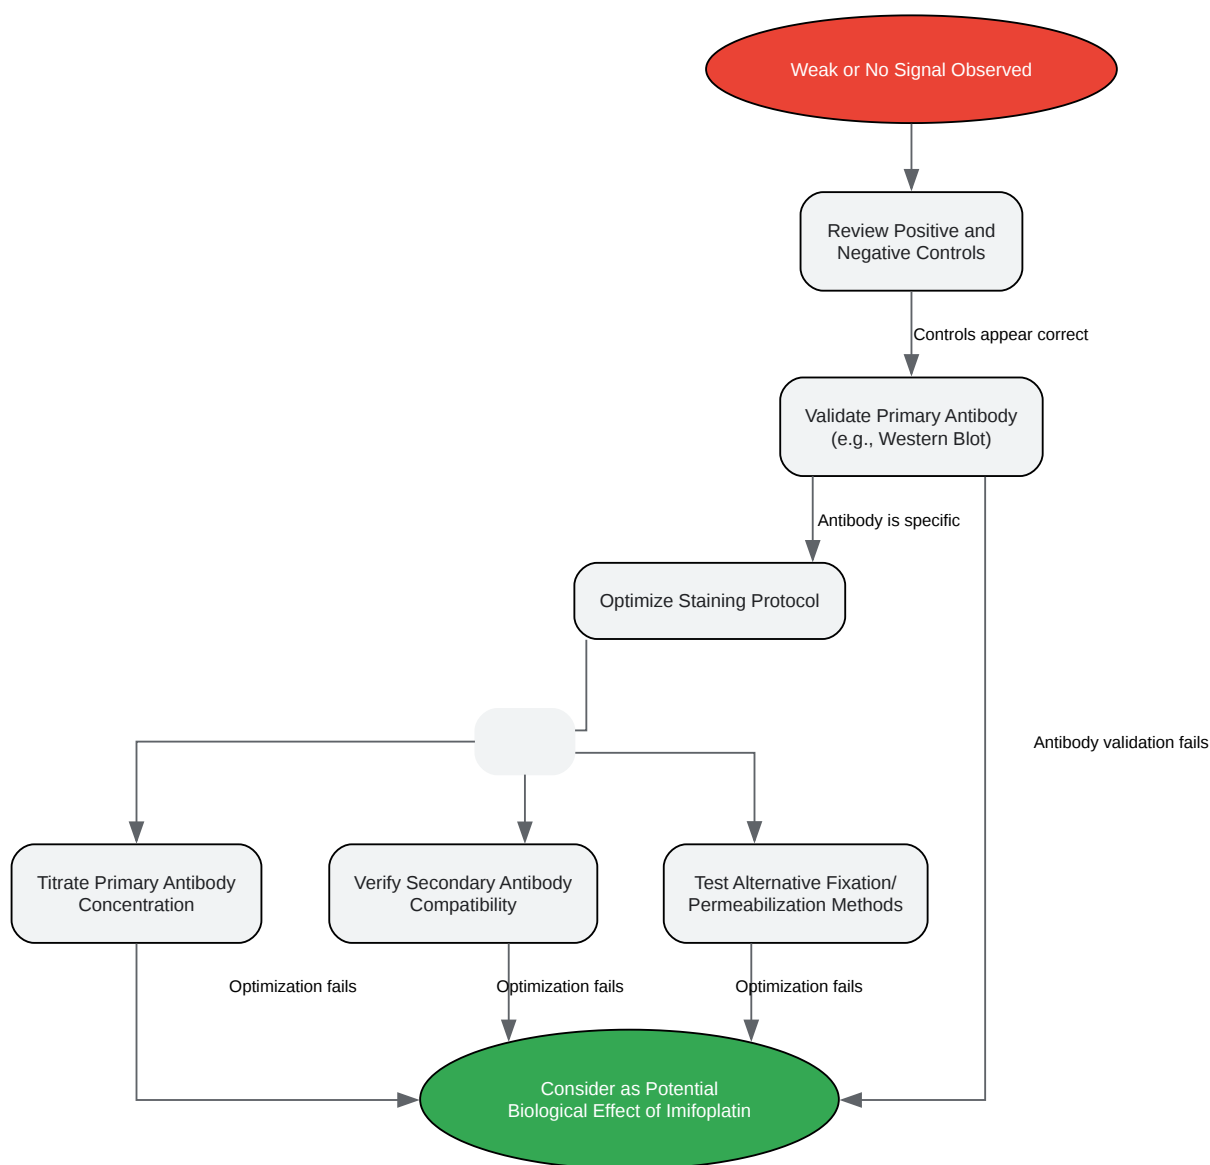 Weak or No Signal Observed
Review Positive and
Negative Controls
Controls appear correct
Validate Primary Antibody
(e.g., Western Blot)
Antibody is specific
Optimize Staining Protocol
Antibody validation fails
Titrate Primary Antibody
Concentration
Verify Secondary Antibody
Compatibility
Test Alternative Fixation/
Permeabilization Methods
Optimization fails
Optimization fails
Optimization fails
Consider as Potential
Biological Effect of Imifoplatin